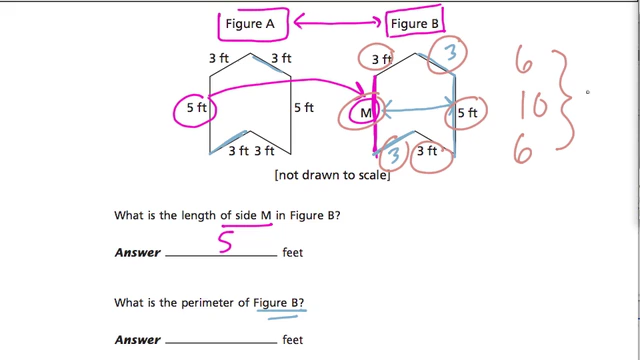 Figure A
Figure B
3 ft 3 ft 3 ft 3
6
5 ft 5 ft M 5 ft
10
3 ft 3 ft 3 3 ft
6
[not drawn to scale]
What is the length of side M in Figure B?
5
Answer feet
What is the perimeter of Figure B?
Answer feet